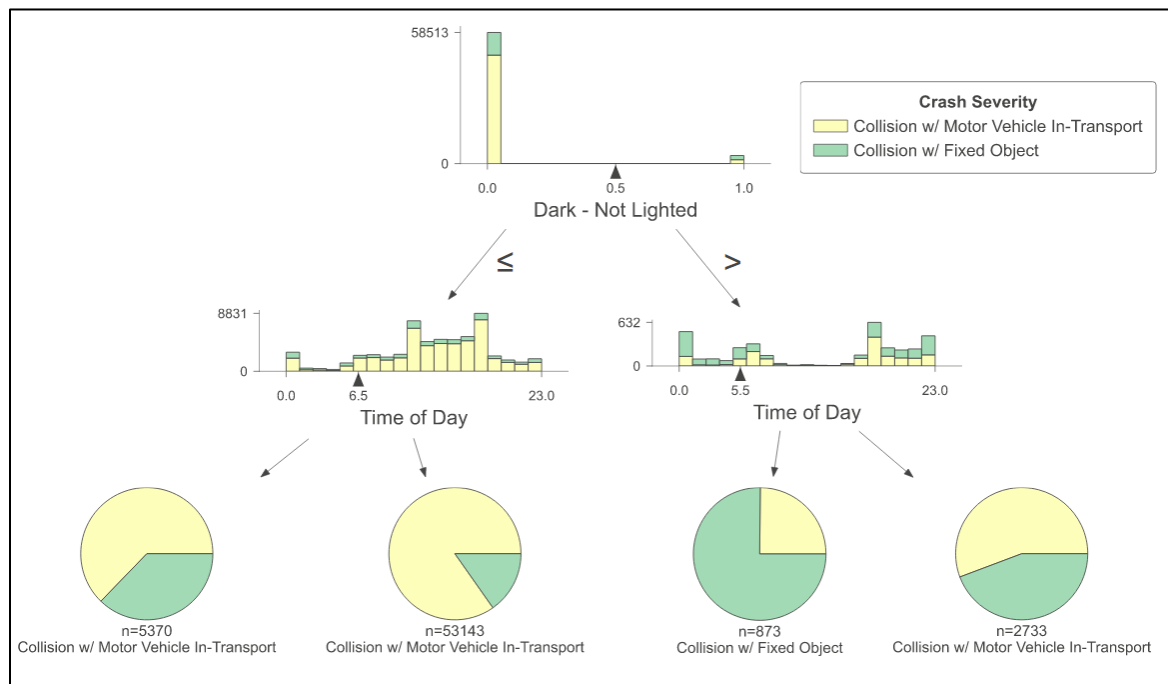 58513
0
0.0
0.5
1.0
Dark - Not Lighted
Crash Severity
Collision w/ Motor Vehicle In-Transport
Collision w/ Fixed Object
≤
>
8831
0
0.0
6.5
23.0
Time of Day
632
0
0.0
5.5
23.0
Time of Day
n=5370
Collision w/ Motor Vehicle In-Transport
n=53143
Collision w/ Motor Vehicle In-Transport
n=873
Collision w/ Fixed Object
n=2733
Collision w/ Motor Vehicle In-Transport